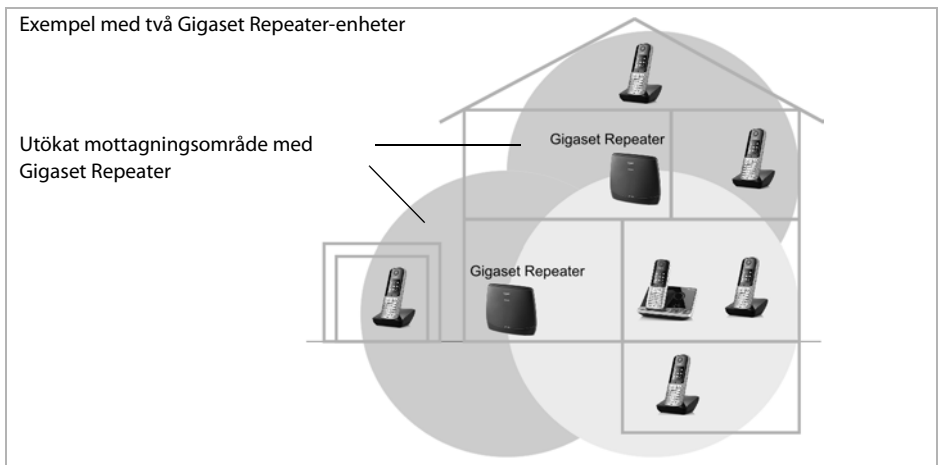 Exempel med två Gigaset Repeater-enheter
Utökat mottagningsområde med
Gigaset Repeater
Gigaset Repeater
Gigaset Repeater